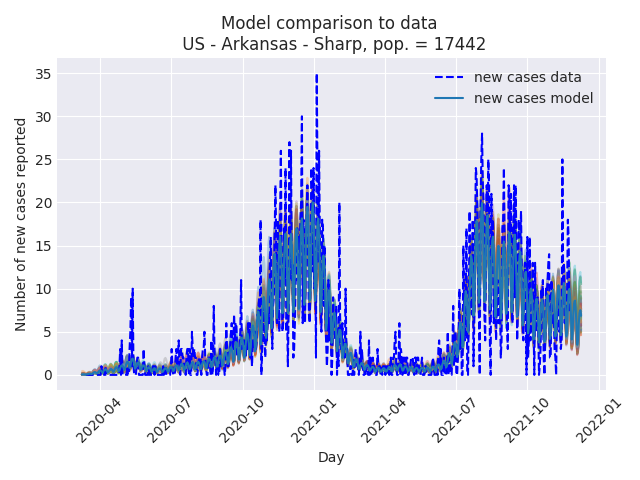 Model comparison to data
US - Arkansas - Sharp, pop. = 17442
new cases data
new cases model
Number of new cases reported
35
30
25
20
15
10
5
0
2020-04
2020-07
2020-10
2021-01
2021-04
2021-07
2021-10
2022-01
Day